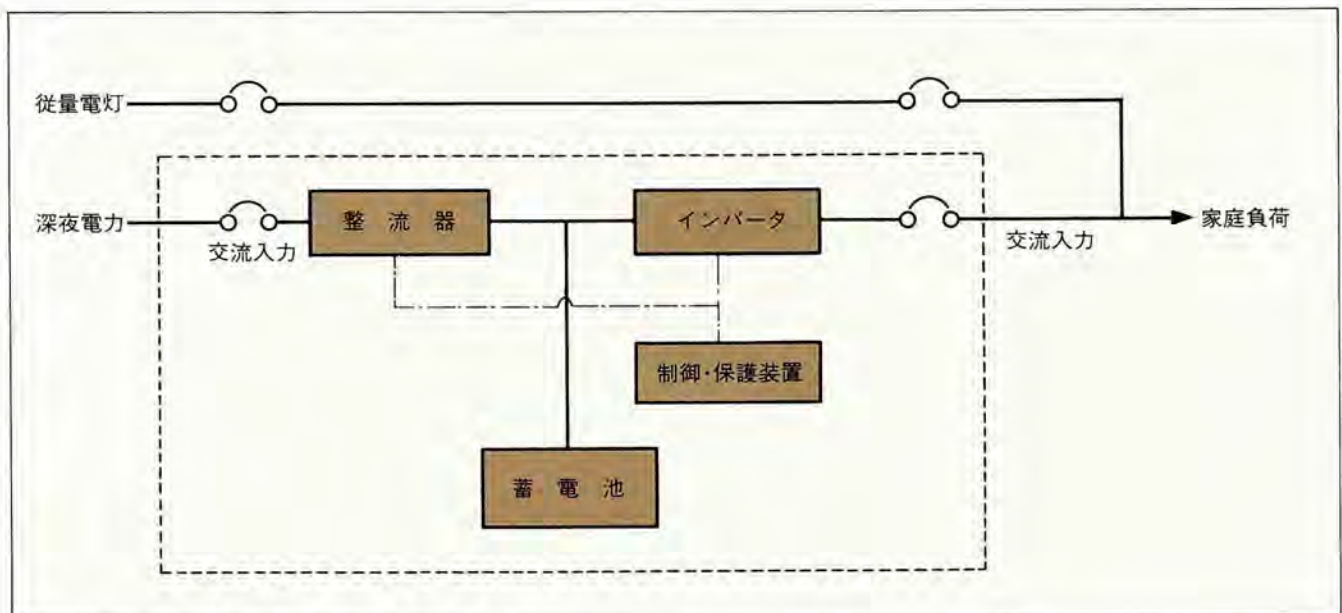 従量電灯
深夜電力
整流器
インバータ
家庭負荷
交流入力
交流入力
制御・保護装置
蓄電池